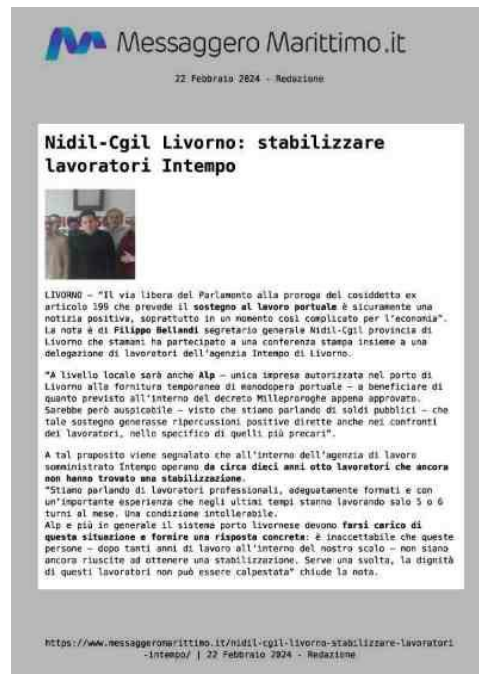 Messaggero Marittimo.it
22 Febbraio 2024 - Redazione
Nidil-Cgil Livorno: stabilizzare
lavoratori Intempo
LIVORNO – "Il via libera del Parlamento alla proroga del cosiddetto ex
articolo 199 che prevede il sostegno al lavoro portuale è sicuramente una
notizia positiva, soprattutto in un momento così complicato per l'economia".
La nota è di Filippo Bellandi segretario generale Nidil-Cgil provincia di
Livorno che stamani ha partecipato a una conferenza stampa insieme a una
delegazione di lavoratori dell'agenzia Intempo di Livorno.
"A livello locale sarà anche Alp – unica impresa autorizzata nel porto di
Livorno alla fornitura temporanea di manodopera portuale – a beneficiare di
quanto previsto all'interno del decreto Milleproroghe appena approvato.
Sarebbe però auspicabile – visto che stiamo parlando di soldi pubblici – che
tale sostegno generasse ripercussioni positive dirette anche nei confronti
dei lavoratori, nello specifico di quelli più precari".
A tal proposito viene segnalato che all'interno dell'agenzia di lavoro
somministrato Intempo operano da circa dieci anni otto lavoratori che ancora
non hanno trovato una stabilizzazione.
"Stiamo parlando di lavoratori professionali, adeguatamente formati e con
un'importante esperienza che negli ultimi tempi stanno lavorando solo 5 o 6
turni al mese. Una condizione intollerabile.
Alp e più in generale il sistema porto livornese devono farsi carico di
questa situazione e fornire una risposta concreta: è inaccettabile che queste
persone – dopo tanti anni di lavoro all'interno del nostro scalo – non siano
ancora riuscite ad ottenere una stabilizzazione. Serve una svolta, la dignità
di questi lavoratori non può essere calpestata" chiude la nota.
https://www.messaggeromarittimo.it/nidil-cgil-livorno-stabilizzare-lavoratori
-intempo/ | 22 Febbraio 2024 - Redazione